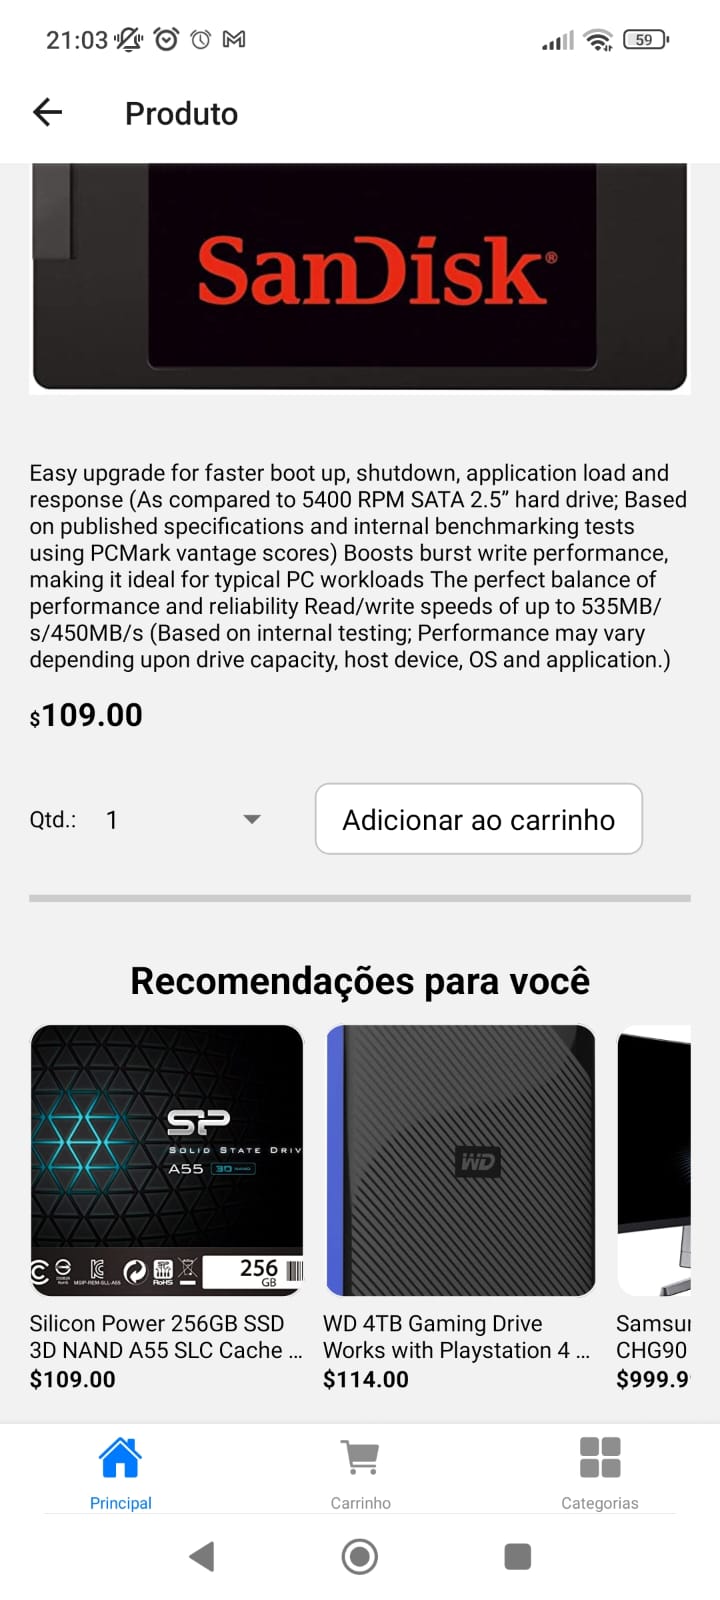 21:03
59
Produto
SanDisk®
Easy upgrade for faster boot up, shutdown, application load and
response (As compared to 5400 RPM SATA 2.5” hard drive; Based
on published specifications and internal benchmarking tests
using PCMark vantage scores) Boosts burst write performance,
making it ideal for typical PC workloads The perfect balance of
performance and reliability Read/write speeds of up to 535MB/
s/450MB/s (Based on internal testing; Performance may vary
depending upon drive capacity, host device, OS and application.)
$109.00
Qtd.: 1
Adicionar ao carrinho
Recomendações para você
SP
SOLID STATE DRIV
A55 3D NAND
RoHS
256
GB
WD
Silicon Power 256GB SSD
3D NAND A55 SLC Cache ...
$109.00
WD 4TB Gaming Drive
Works with Playstation 4 ...
$114.00
Samsu
CHG90
$999.9
Principal
Carrinho
Categorias